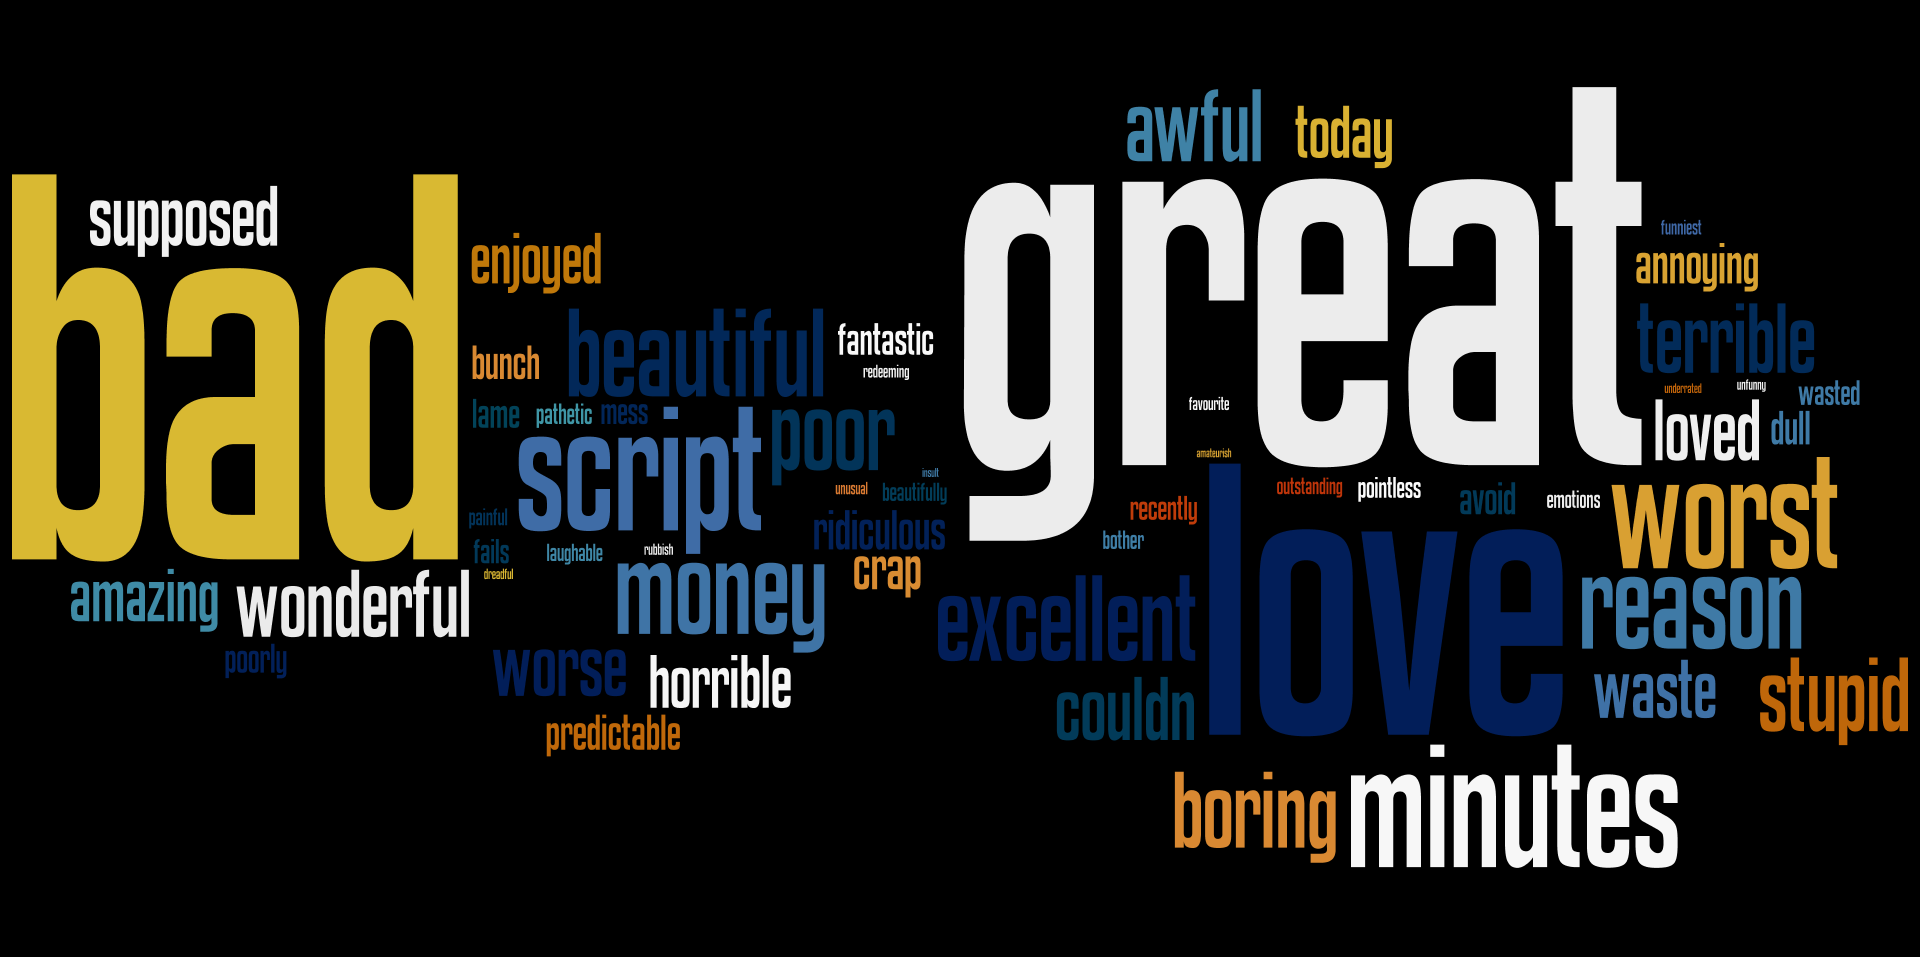 awful
today
supposed
bad
great
funniest
enjoyed
annoying
beautiful
fantastic
terrible
bunch
redeeming
underrated
unfunny
wasted
lame
pathetic
mess
favourite
loved
dull
script
poor
amateurish
insult
unusual
beautifully
outstanding
pointless
avoid
emotions
worst
recently
painful
ridiculous
love
bother
fails
laughable
rubbish
crap
dreadful
amazing
wonderful
money
excellent
reason
poorly
worse
horrible
couldn
waste
stupid
predictable
boring
minutes